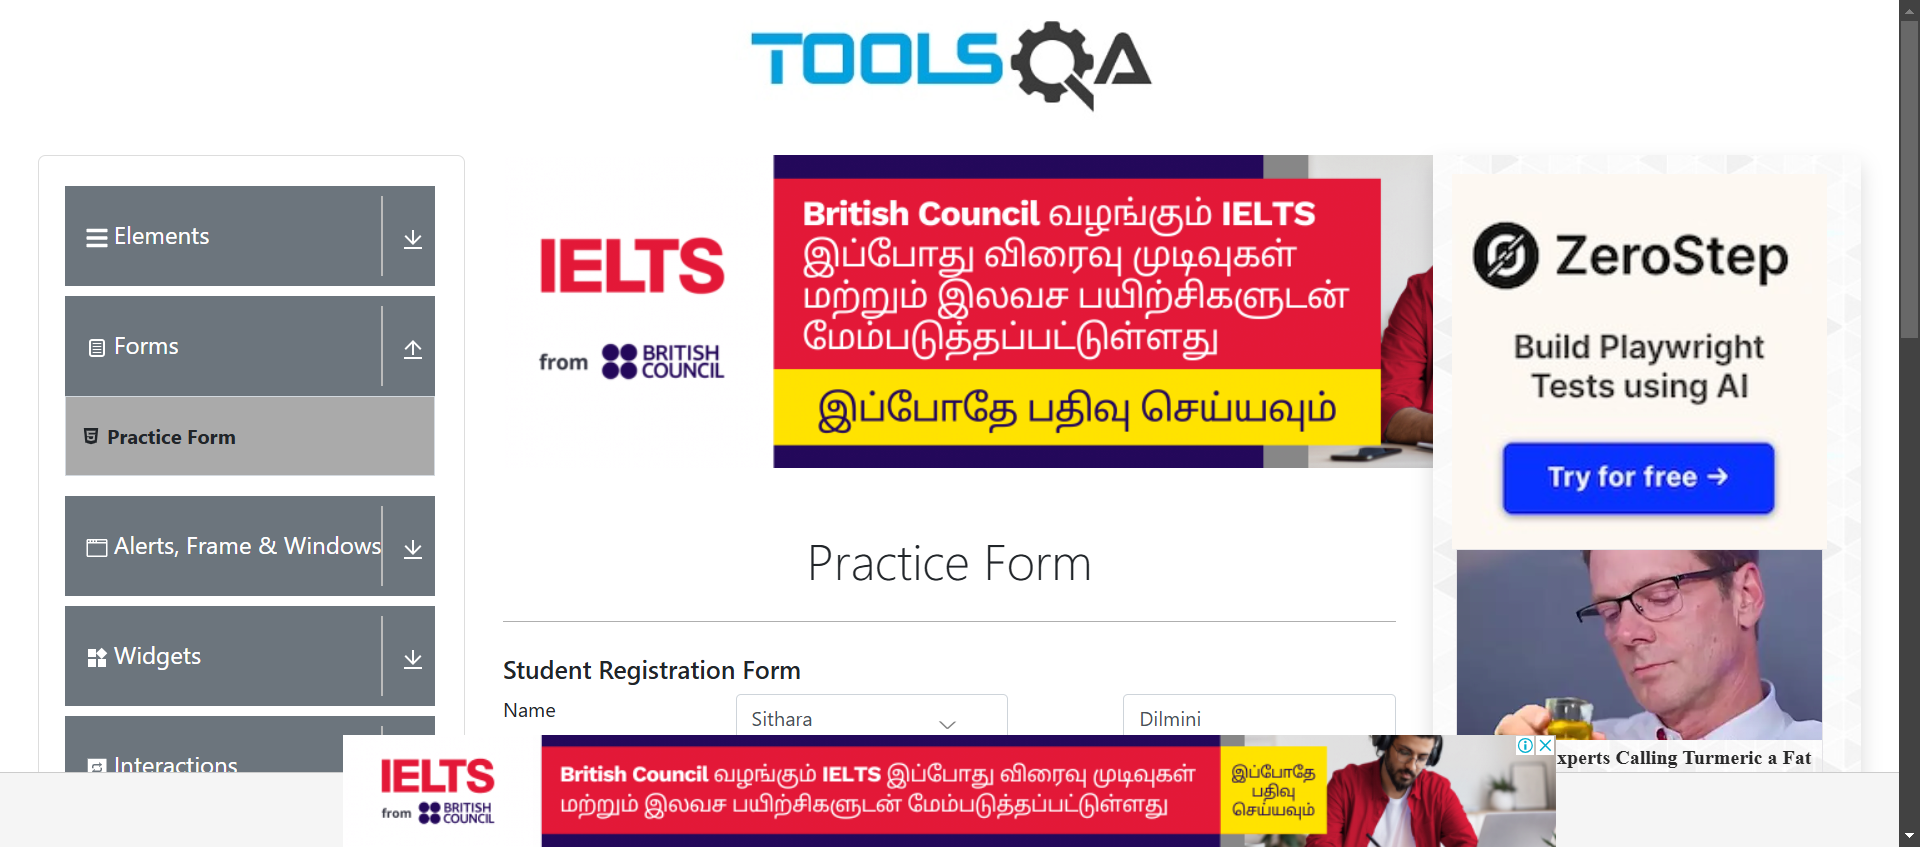 TOOLSQA
Elements
Forms
Practice Form
Alerts, Frame & Windows
Widgets
Interactions
IELTS
from BRITISH COUNCIL
British Council வழங்கும் IELTS
இப்போது விரைவு முடிவுகள்
மற்றும் இலவச பயிற்சிகளுடன்
மேம்படுத்தப்பட்டுள்ளது
இப்போதே பதிவு செய்யவும்
ZeroStep
Build Playwright
Tests using AI
Try for free →
Practice Form
Student Registration Form
Name
Sithara
Dilmini
xperts Calling Turmeric a Fat
IELTS
from BRITISH COUNCIL
British Council வழங்கும் IELTS இப்போது விரைவு முடிவுகள்
மற்றும் இலவச பயிற்சிகளுடன் மேம்படுத்தப்பட்டுள்ளது
இப்போதே
பதிவு
செய்யவும்